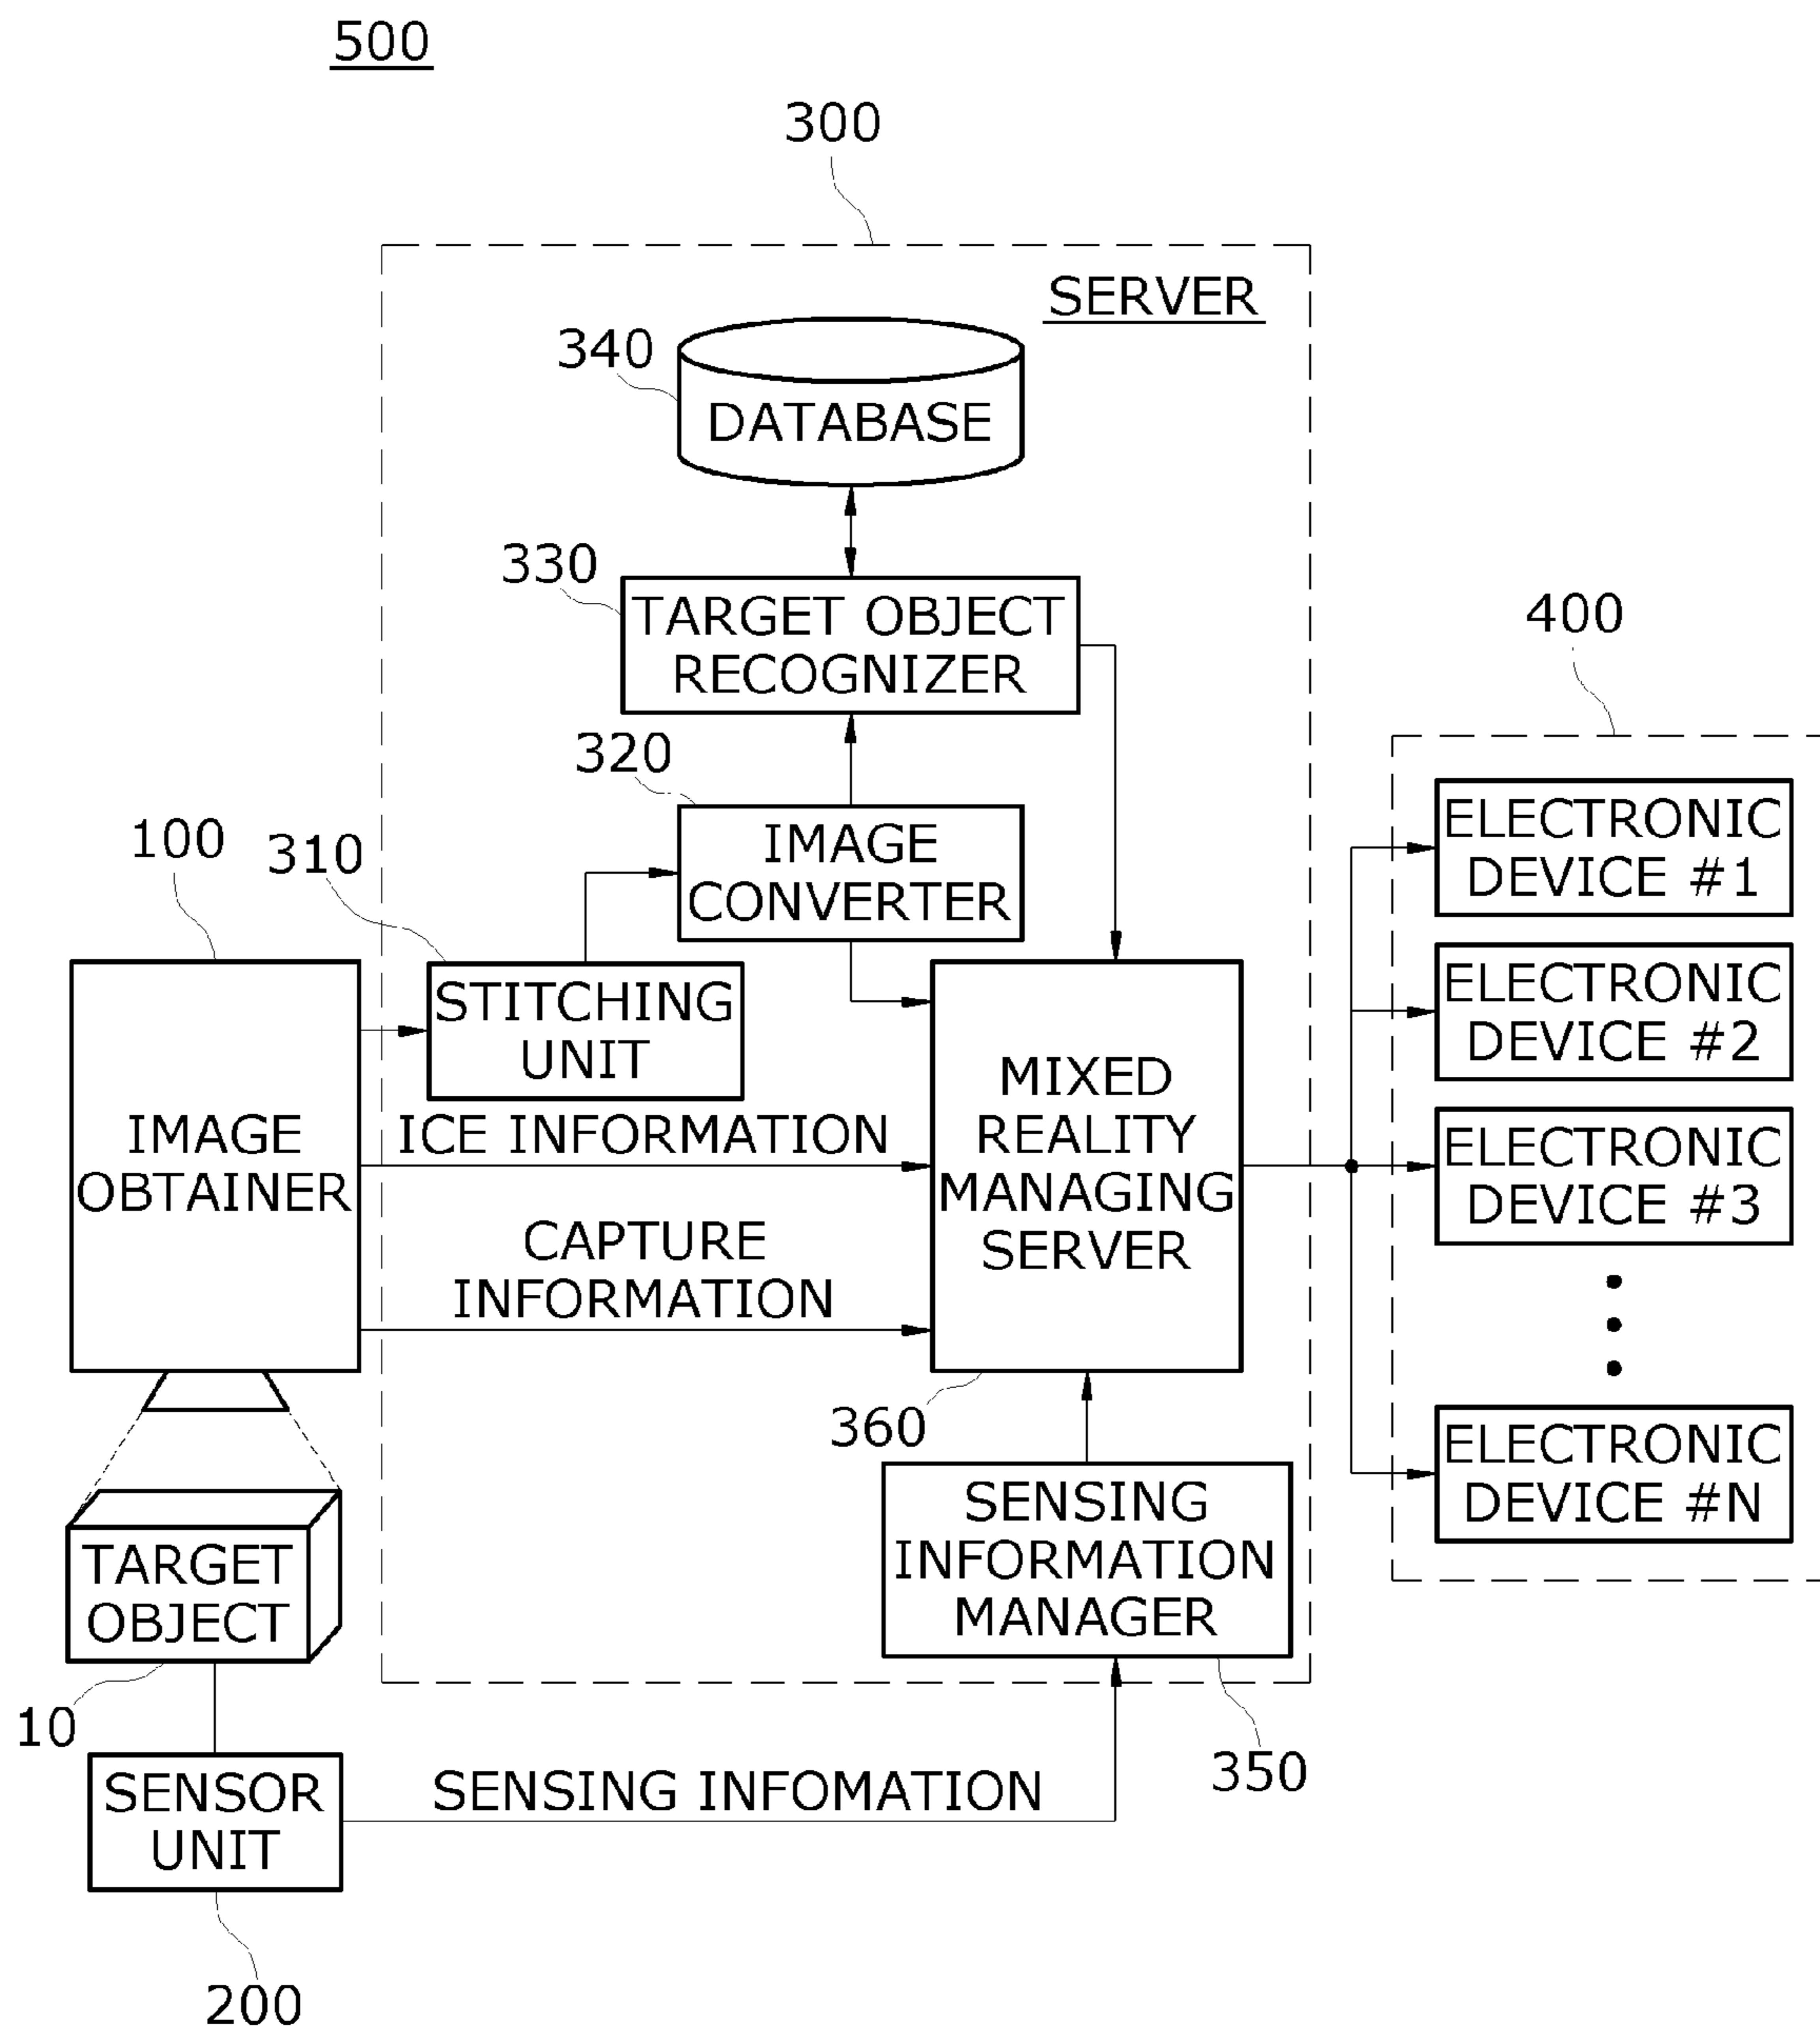 500
300
SERVER
340
DATABASE
330
TARGET OBJECT
RECOGNIZER
400
320
IMAGE
CONVERTER
ELECTRONIC
DEVICE #1
100
310
STITCHING
UNIT
ELECTRONIC
DEVICE #2
IMAGE
OBTAINER
ICE INFORMATION
CAPTURE
INFORMATION
MIXED
REALITY
MANAGING
SERVER
ELECTRONIC
DEVICE #3
360
ELECTRONIC
DEVICE #N
SENSING
INFORMATION
MANAGER
TARGET
OBJECT
10
350
SENSOR
UNIT
SENSING INFOMATION
200